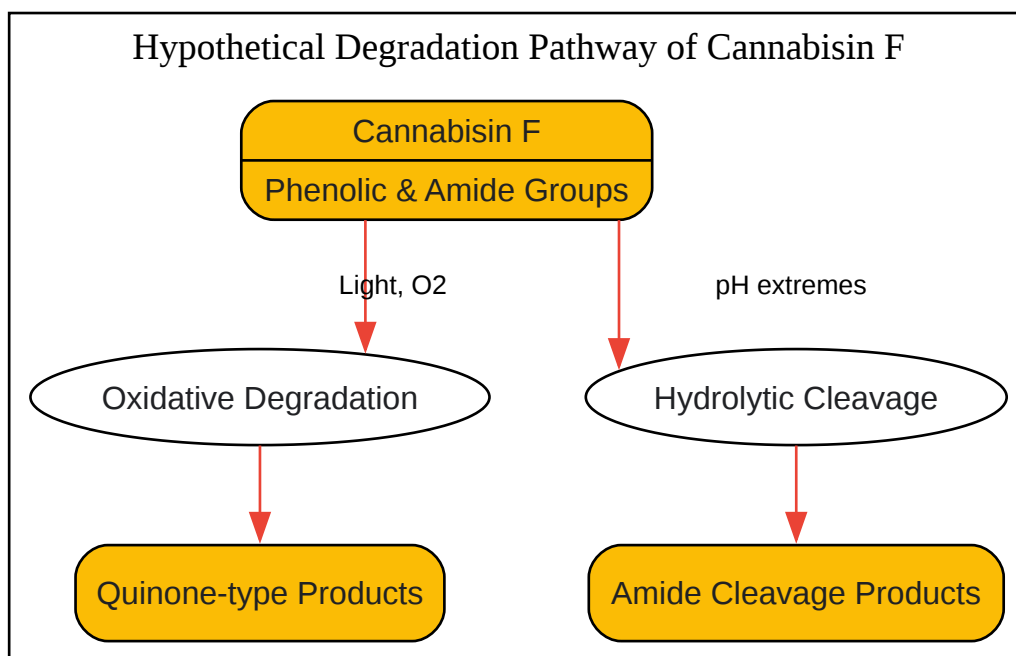 Hypothetical Degradation Pathway of Cannabisin F
Cannabisin F
Phenolic & Amide Groups
Light, O2
pH extremes
Oxidative Degradation
Hydrolytic Cleavage
Quinone-type Products
Amide Cleavage Products